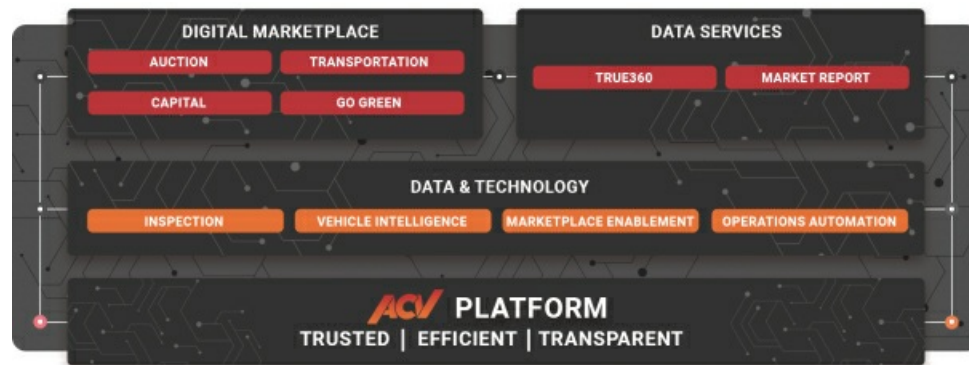 DIGITAL MARKETPLACE
AUCTION
TRANSPORTATION
CAPITAL
GO GREEN
DATA SERVICES
TRUE360
MARKET REPORT
DATA & TECHNOLOGY
INSPECTION
VEHICLE INTELLIGENCE
MARKETPLACE ENABLEMENT
OPERATIONS AUTOMATION
ACV PLATFORM
TRUSTED | EFFICIENT | TRANSPARENT